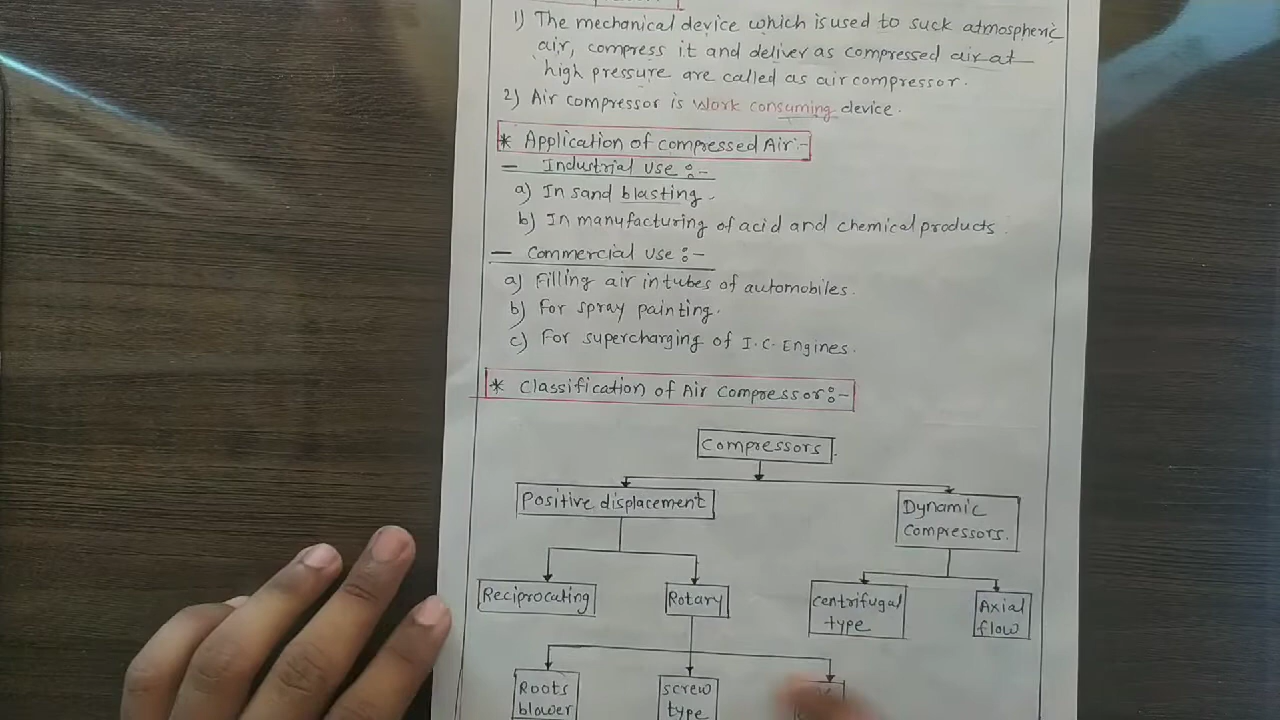 1) The mechanical device which is used to suck atmospheric
air, compress it and deliver as compressed air at
high pressure are called as air compressor.
2) Air compressor is work consuming device.
* Application of compressed Air:-
— Industrial use :-
a) In sand blasting.
b) In manufacturing of acid and chemical products.
— Commercial use :-
a) Filling air in tubes of automobiles.
b) For spray painting.
c) For supercharging of I.C. Engines.
* Classification of Air Compressor:-
Compressors.
Positive displacement
Dynamic
compressors.
Reciprocating
Rotary
centrifugal
type
Axial
flow
Roots
blower
screw
type